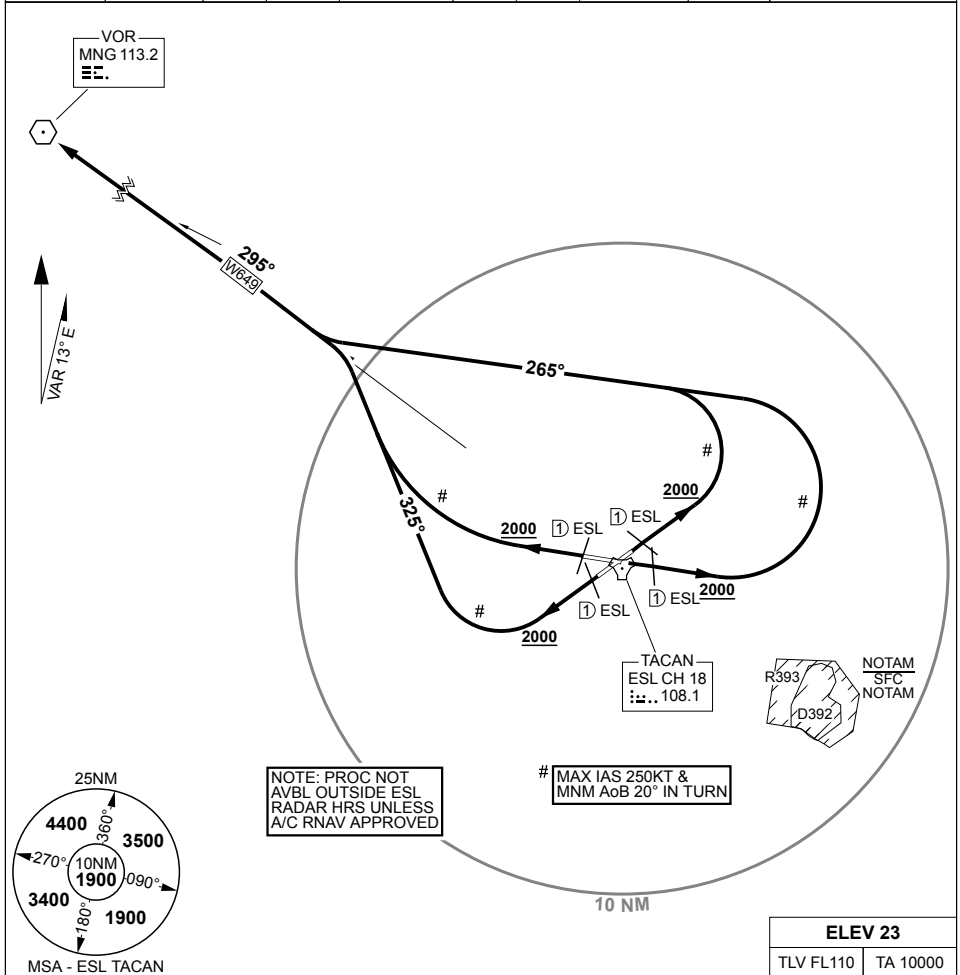 VOR
MNG 113.2
295°
W649
VAR 13° E
265°
#
2000
#
#
325°
2000
1 ESL
1 ESL
#
1 ESL
1 ESL
2000
2000
TACAN
ESL CH 18
108.1
R393
D392
NOTAM
SFC
NOTAM
NOTE: PROC NOT
AVBL OUTSIDE ESL
RADAR HRS UNLESS
A/C RNAV APPROVED
# MAX IAS 250KT &
MNM AoB 20° IN TURN
25NM
4400
360°
3500
270°
10NM
1900
090°
3400
180°
1900
MSA - ESL TACAN
10 NM
ELEV 23
TLV FL110
TA 10000